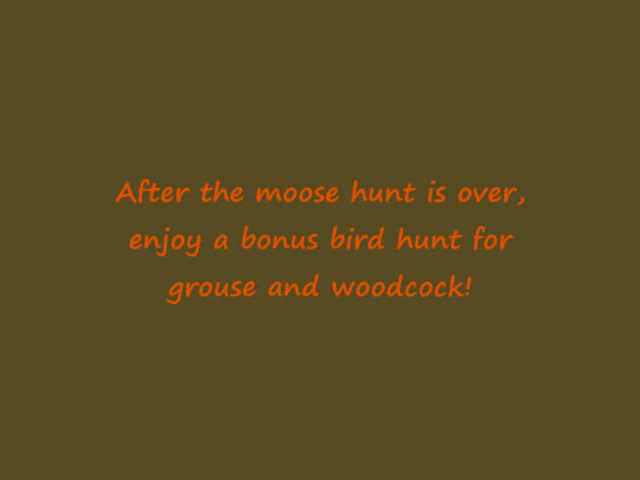 After the moose hunt is over,
enjoy a bonus bird hunt for
grouse and woodcock!